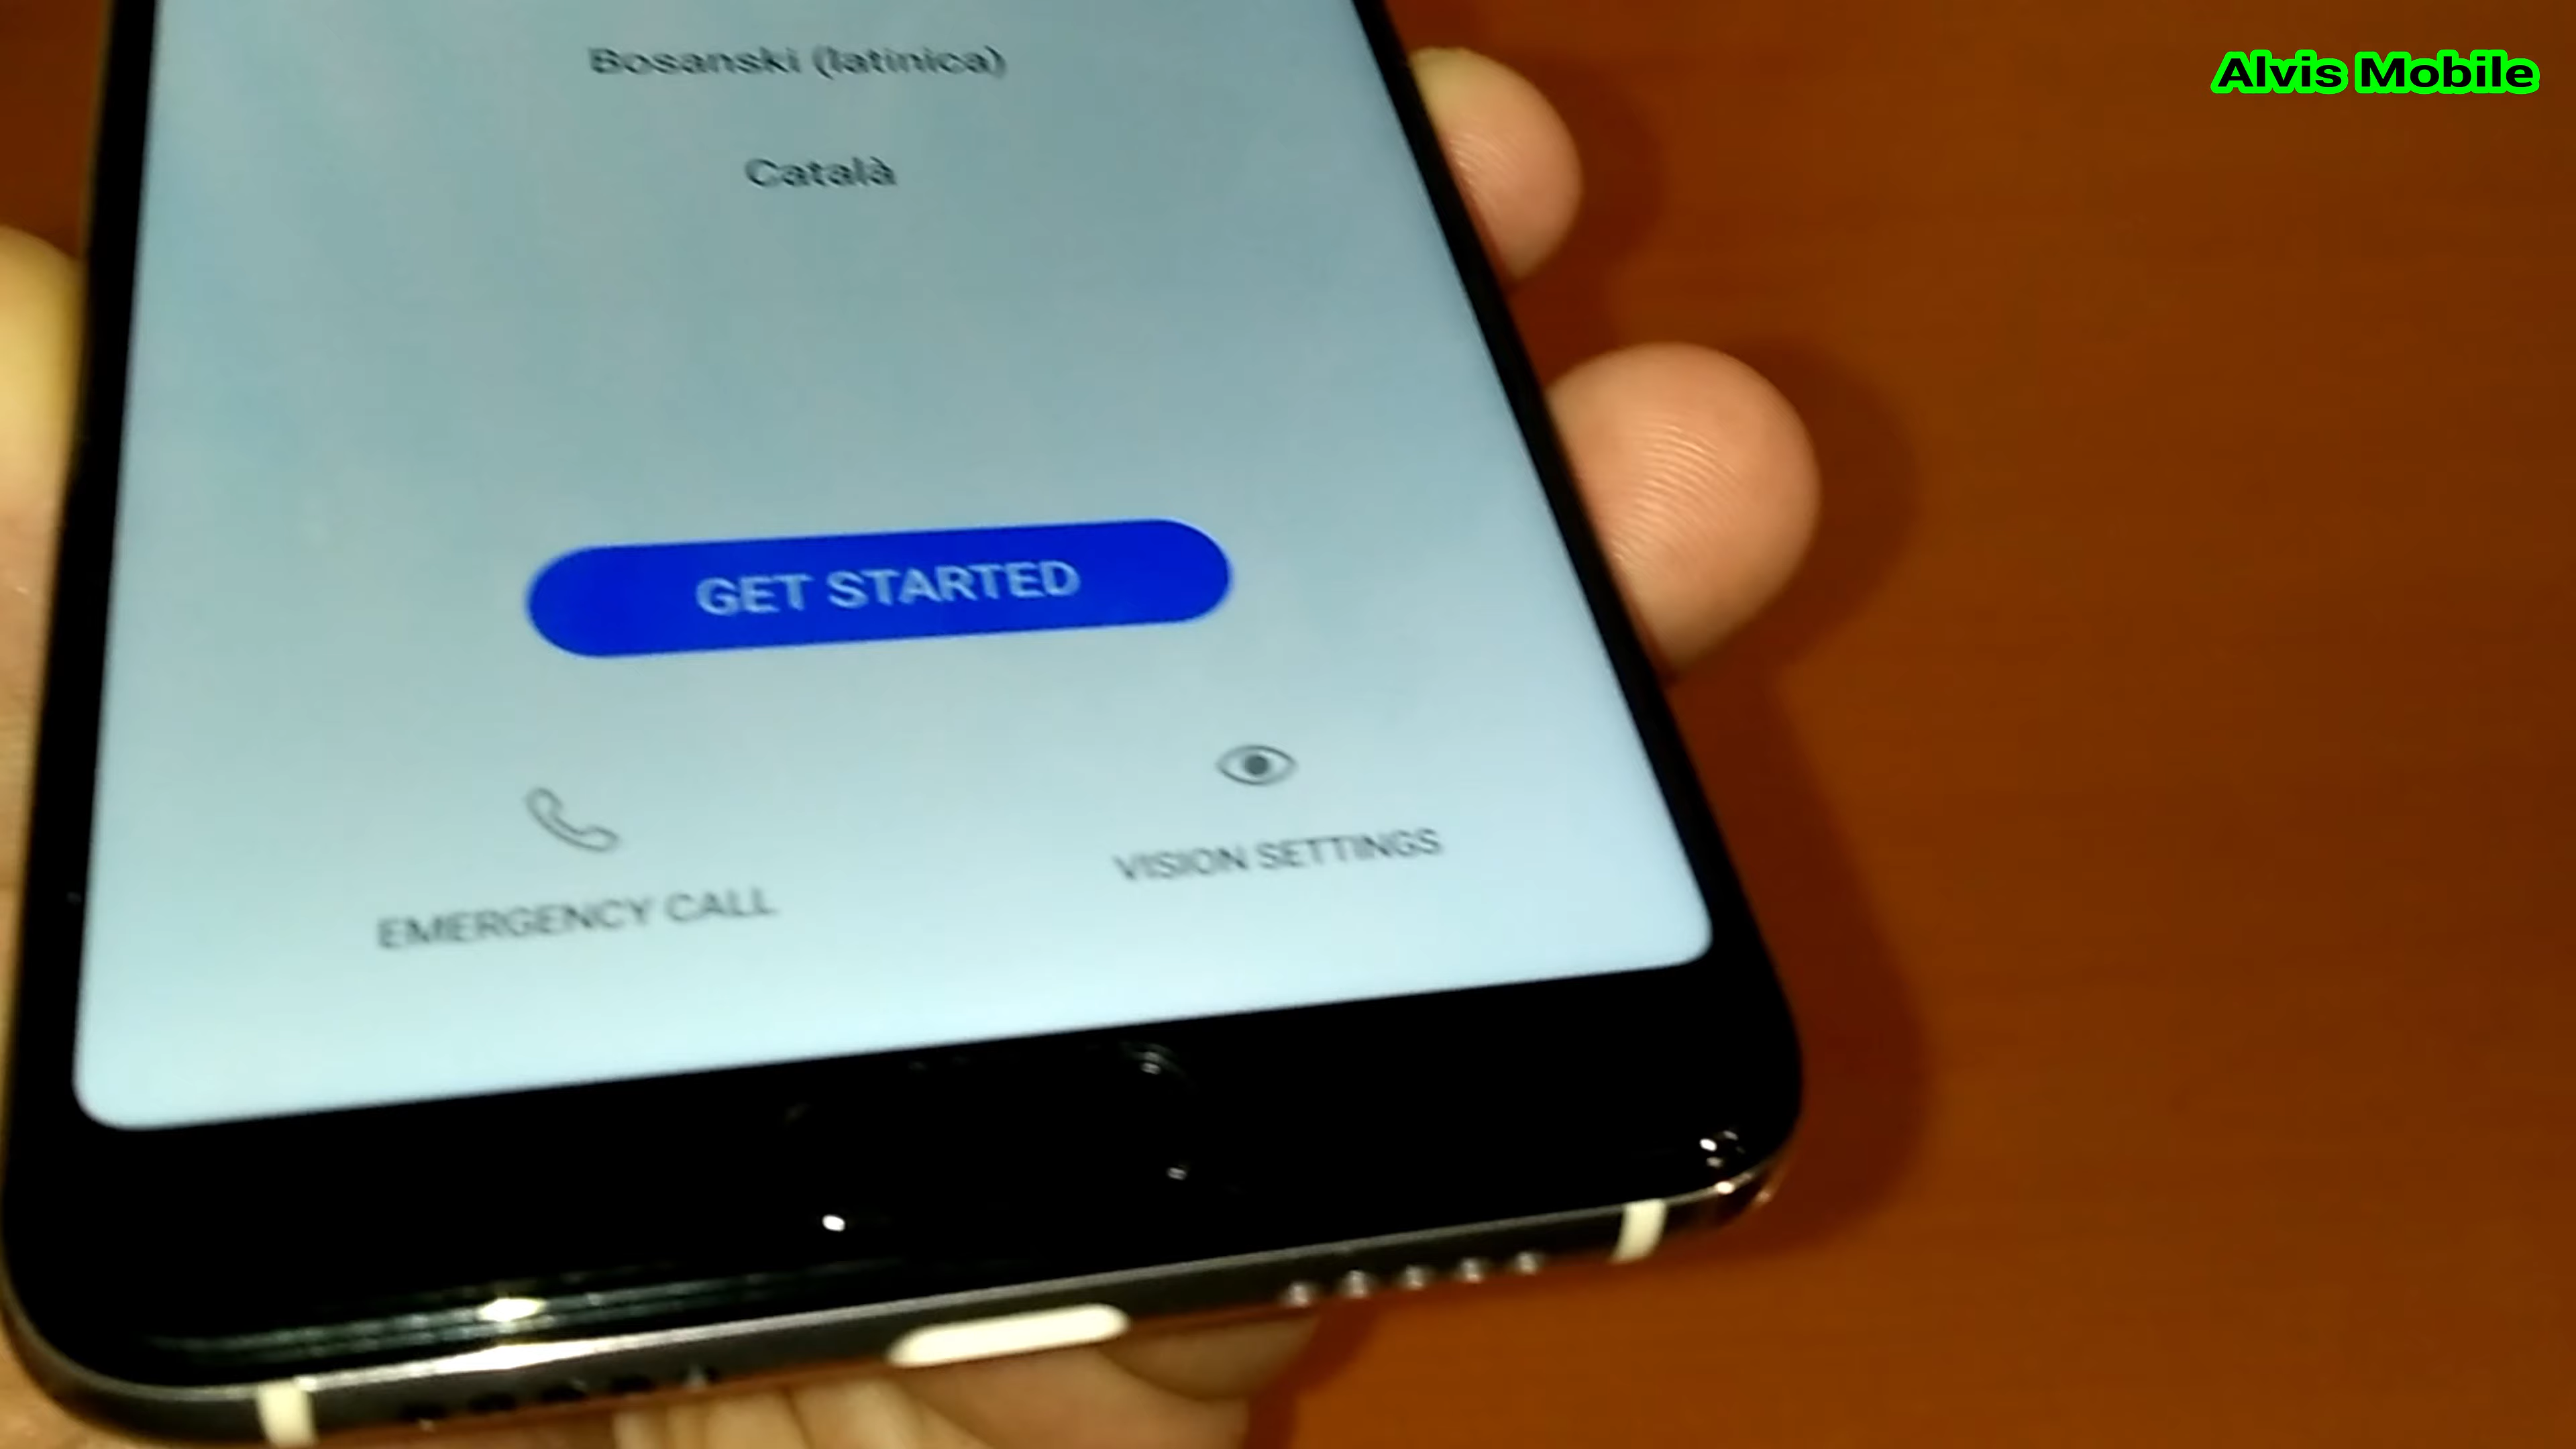 Alvis Mobile
Bosanski (latinica)
Català
GET STARTED
EMERGENCY CALL
VISION SETTINGS